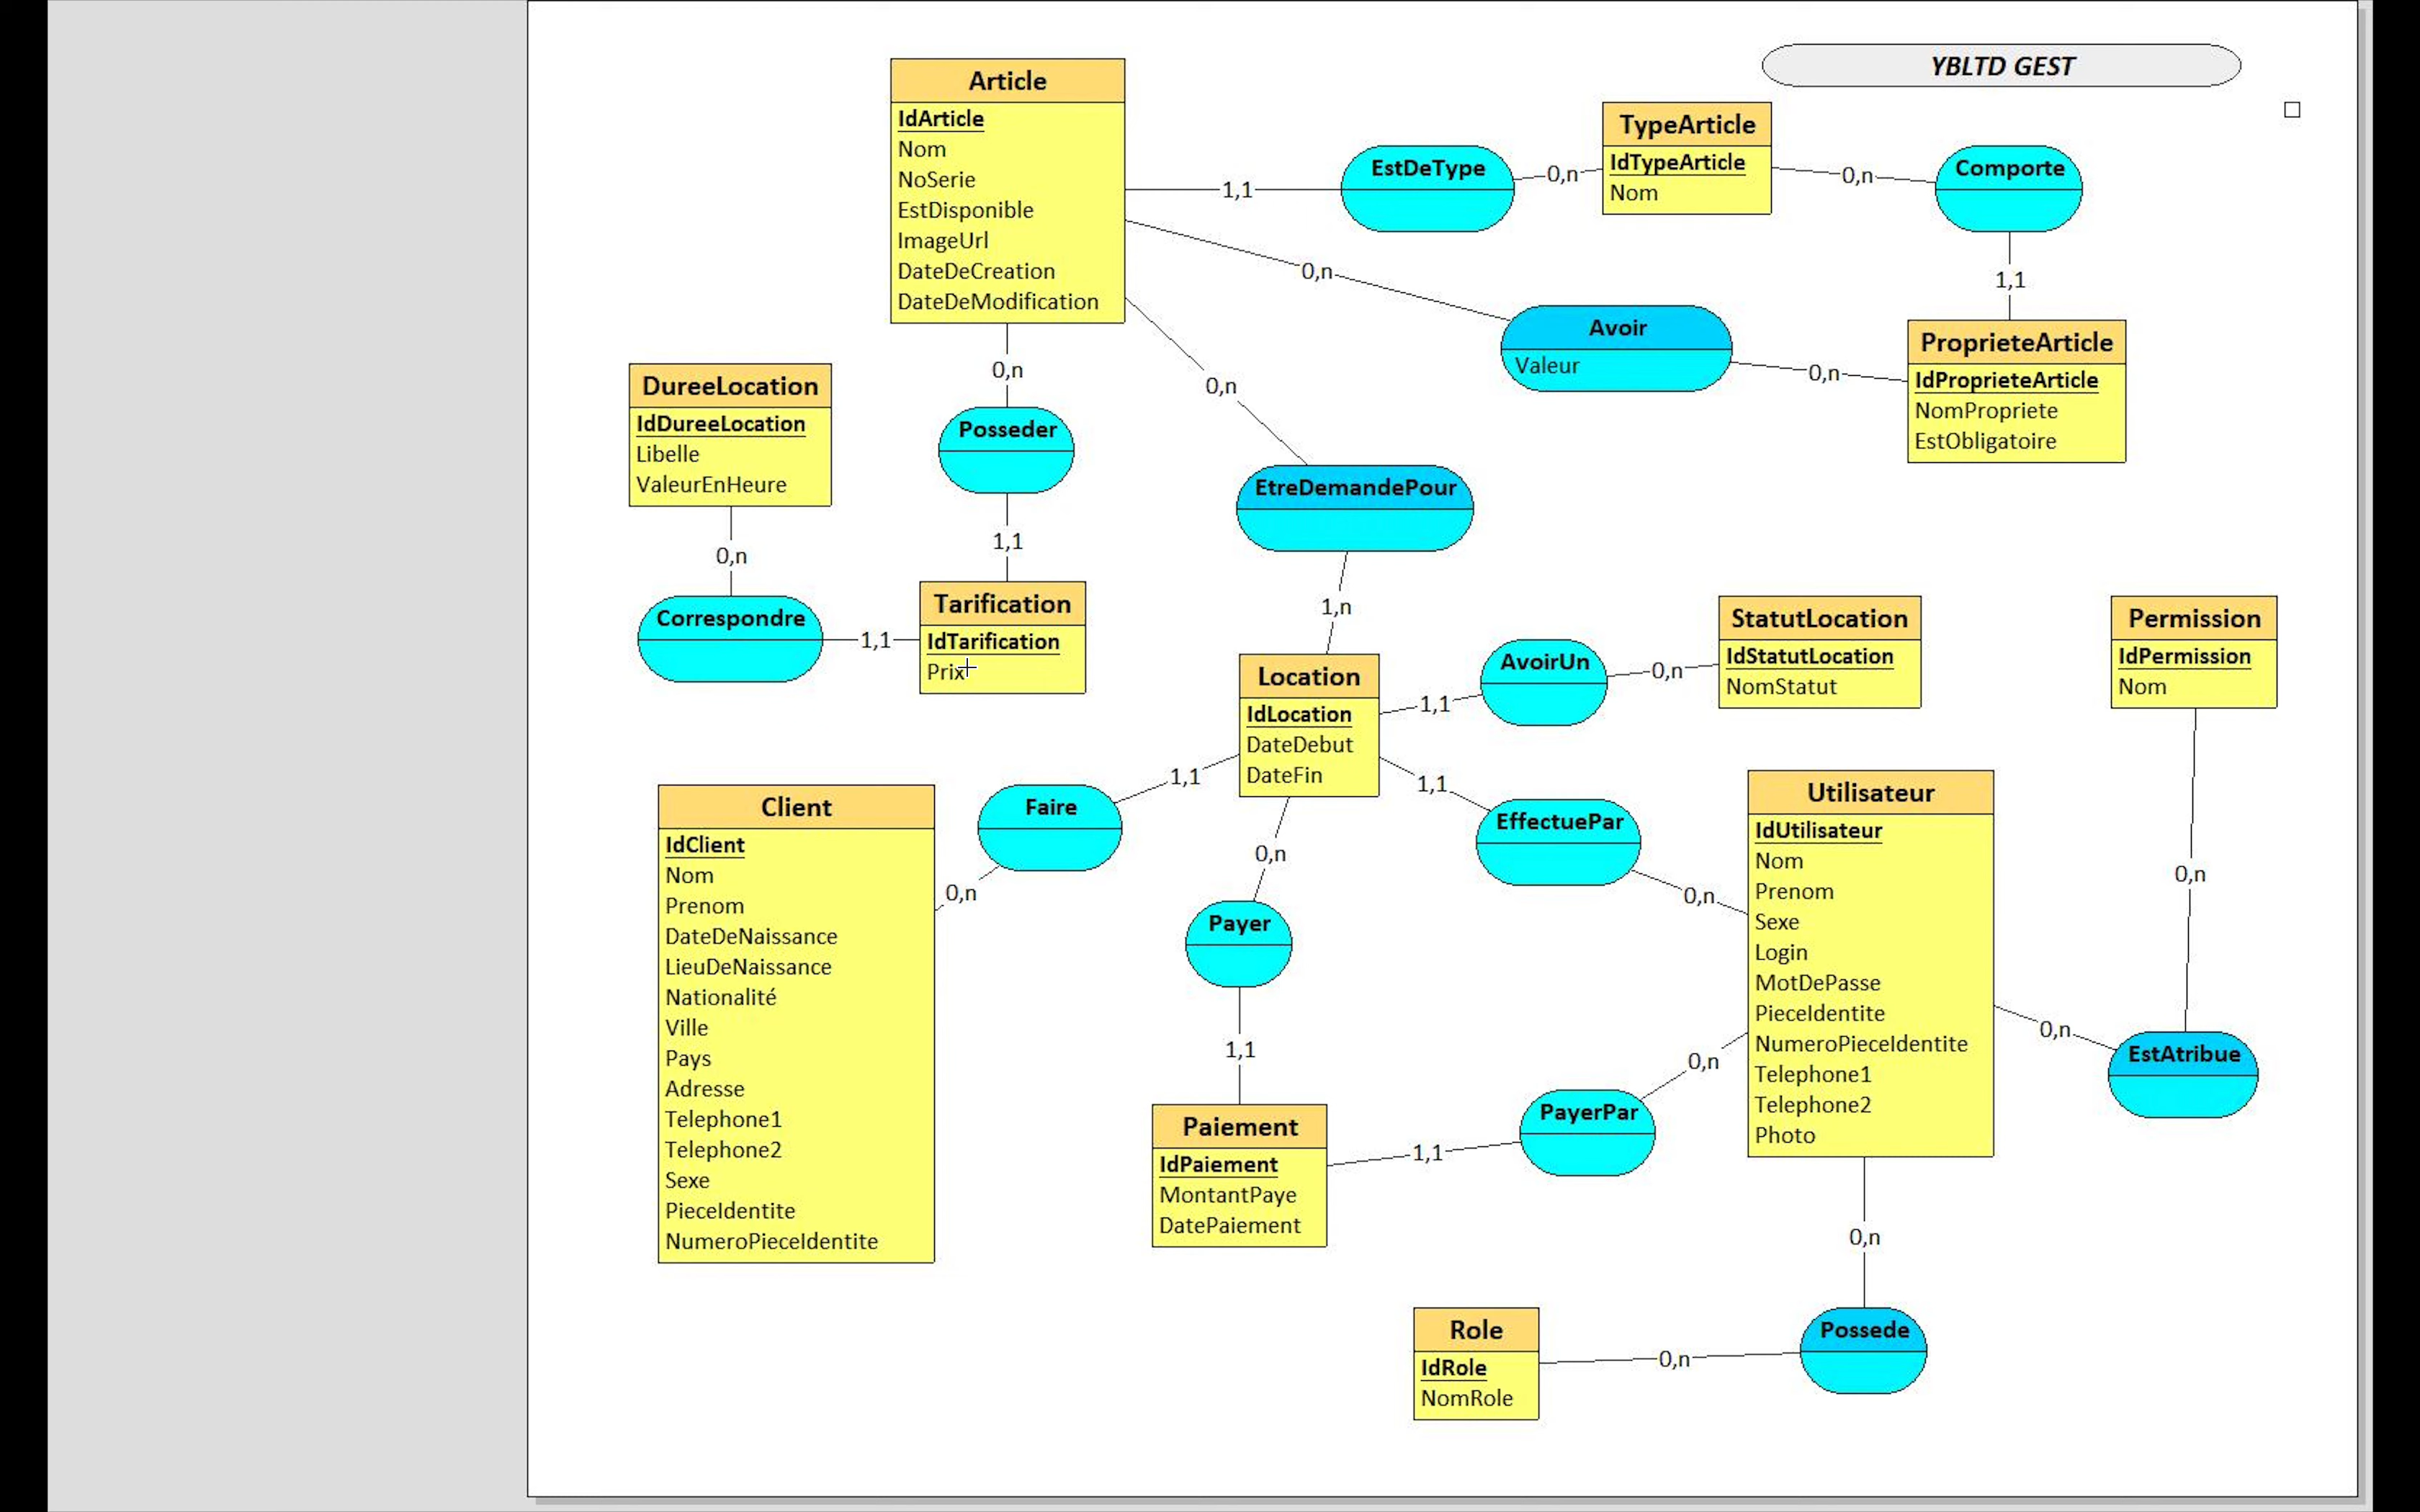 YBLTD GEST
Article
IdArticle
Nom
NoSerie
EstDisponible
ImageUrl
DateDeCreation
DateDeModification
1,1
EstDeType
0,n
TypeArticle
IdTypeArticle
Nom
0,n
Comporte
1,1
0,n
Avoir
Valeur
0,n
ProprieteArticle
IdProprieteArticle
NomPropriete
EstObligatoire
DureeLocation
IdDureeLocation
Libelle
ValeurEnHeure
0,n
Posseder
1,1
0,n
EtreDemandePour
1,n
0,n
Correspondre
1,1
Tarification
IdTarification
Prix
Location
IdLocation
DateDebut
DateFin
1,1
AvoirUn
0,n
StatutLocation
IdStatutLocation
NomStatut
Permission
IdPermission
Nom
Client
IdClient
Nom
Prenom
DateDeNaissance
LieuDeNaissance
Nationalité
Ville
Pays
Adresse
Telephone1
Telephone2
Sexe
PieceIdentite
NumeroPieceIdentite
0,n
Faire
1,1
1,1
EffectuePar
0,n
0,n
Payer
1,1
Utilisateur
IdUtilisateur
Nom
Prenom
Sexe
Login
MotDePasse
PieceIdentite
NumeroPieceIdentite
Telephone1
Telephone2
Photo
0,n
0,n
EstAtribue
Paiement
IdPaiement
MontantPaye
DatePaiement
1,1
PayerPar
0,n
0,n
Role
IdRole
NomRole
0,n
Possede